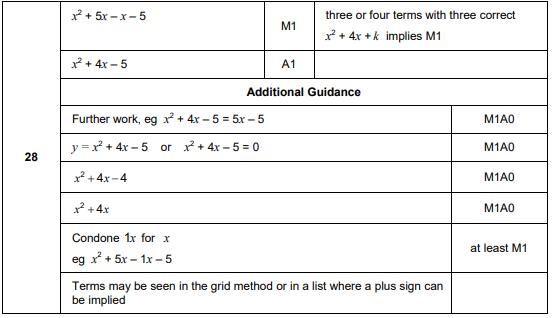 x² + 5x – x – 5
M1
three or four terms with three correct
x² + 4x + k implies M1
x² + 4x – 5
A1
Additional Guidance
Further work, eg x² + 4x – 5 = 5x – 5
M1A0
28
y = x² + 4x – 5 or x² + 4x – 5 = 0
M1A0
x² + 4x – 4
M1A0
x² + 4x
M1A0
Condone 1x for x
eg x² + 5x – 1x – 5
at least M1
Terms may be seen in the grid method or in a list where a plus sign can
be implied